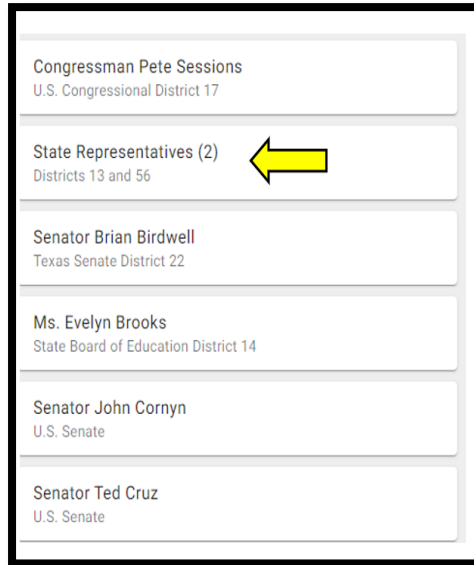 Congressman Pete Sessions
U.S. Congressional District 17
State Representatives (2)
Districts 13 and 56
Senator Brian Birdwell
Texas Senate District 22
Ms. Evelyn Brooks
State Board of Education District 14
Senator John Cornyn
U.S. Senate
Senator Ted Cruz
U.S. Senate